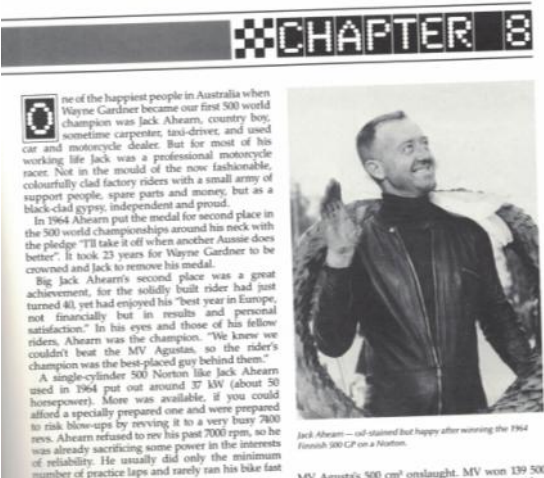 CHAPTER 8
One of the happiest people in Australia when
Wayne Gardner became our first 500 world
champion was Jack Ahearn, country boy,
sometime carpenter, taxi-driver, and used
car and motorcycle dealer. But for most of his
working life Jack was a professional motorcycle
racer. Not in the mould of the now fashionable,
colourfully clad factory riders with a small army of
support people, spare parts and money, but as a
black-clad gypsy, independent and proud.
In 1964 Ahearn put the medal for second place in
the 500 world championships around his neck with
the pledge "I'll take it off when another Aussie does
better". It took 23 years for Wayne Gardner to be
crowned and Jack to remove his medal.
Big Jack Ahearn's second place was a great
achievement, for the solidly built rider had just
turned 40, yet had enjoyed his "best year in Europe,
not financially but in results and personal
satisfaction." In his eyes and those of his fellow
riders, Ahearn was the champion. "We knew we
couldn't beat the MV Agustas, so the rider's
champion was the best-placed guy behind them."
A single-cylinder 500 Norton like Jack Ahearn
used in 1964 put out around 37 kW (about 50
horsepower). More was available, if you could
afford a specially prepared one and were prepared
to risk blow-ups by revving it to a very busy 7400
revs. Ahearn refused to rev his past 7000 rpm, so he
was already sacrificing some power in the interests
of reliability. He usually did only the minimum
number of practice laps and rarely ran his bike fast
Jack Ahearn — oil-stained but happy after winning the 1964
Finnish 500 GP on a Norton.
MV Agusta's 500 cm³ onslaught. MV won 139 500